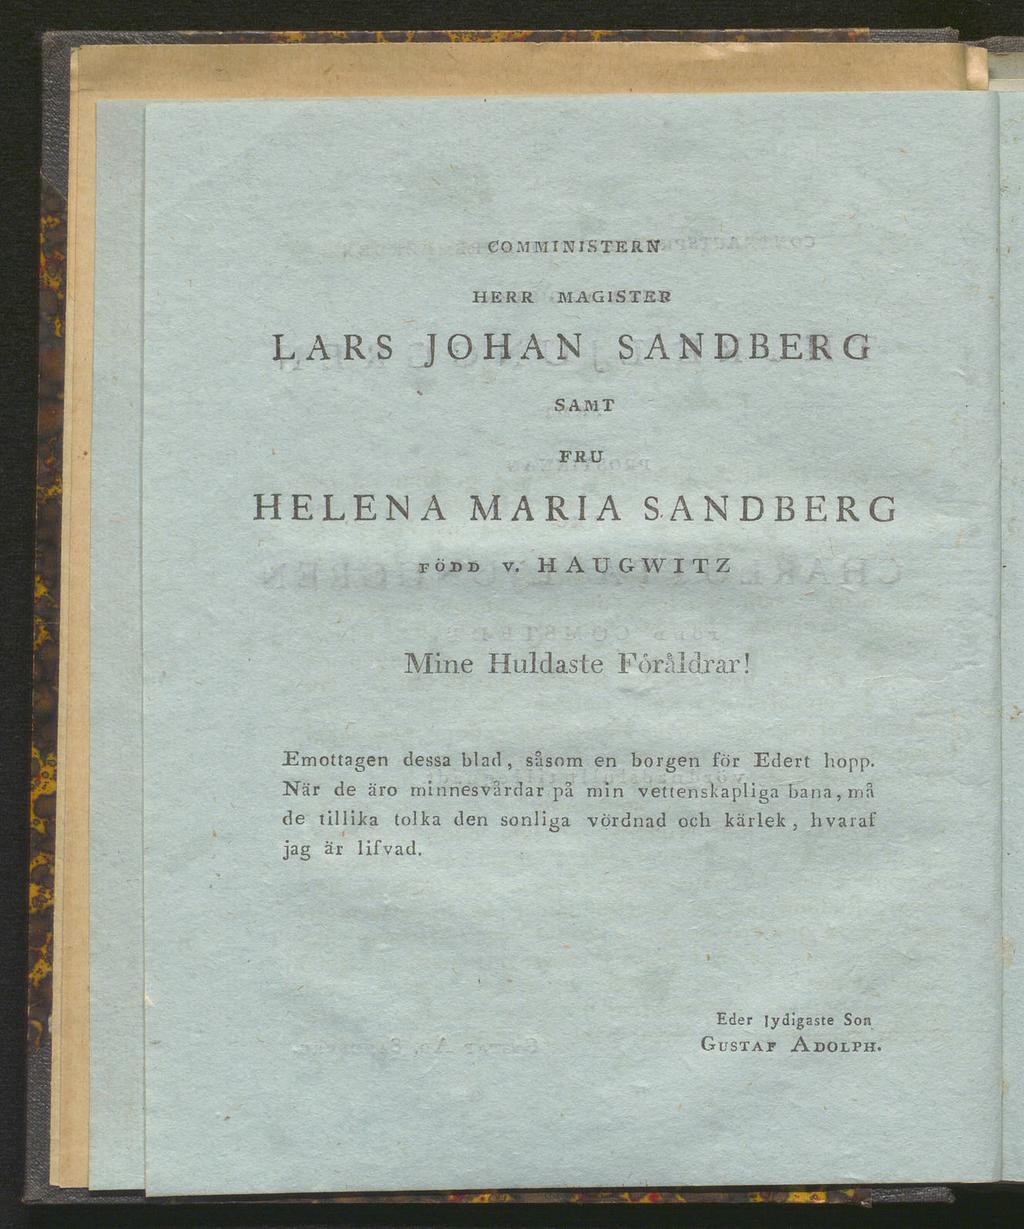 COMMINISTERN
HERR MAGISTER
LARS JOHAN SANDBERG
SAMT
FRU
HELENA MARIA SANDBERG
FÖDD v. HAUGWITZ
Mine Huldaste Föräldrar!
Emottagen dessa blad, såsom en borgen för Edert hopp.
När de äro minnesvårdar på min vettenskapliga bana, må
de tillika tolka den sonliga vördnad och kärlek, hvaraf
jag är lifvad.
Eder lydigaste Son
GUSTAF ADOLPH.